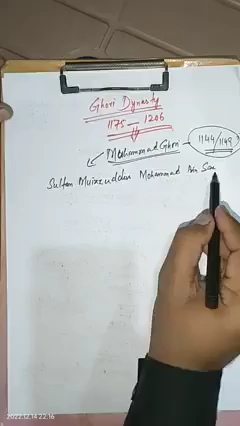 Ghori Dynasty
1175 — 1206
Mohammad Ghori - 1144/1149
Sultan Muizzuddin Mohammad bin Sam
2022.12.14 22:16